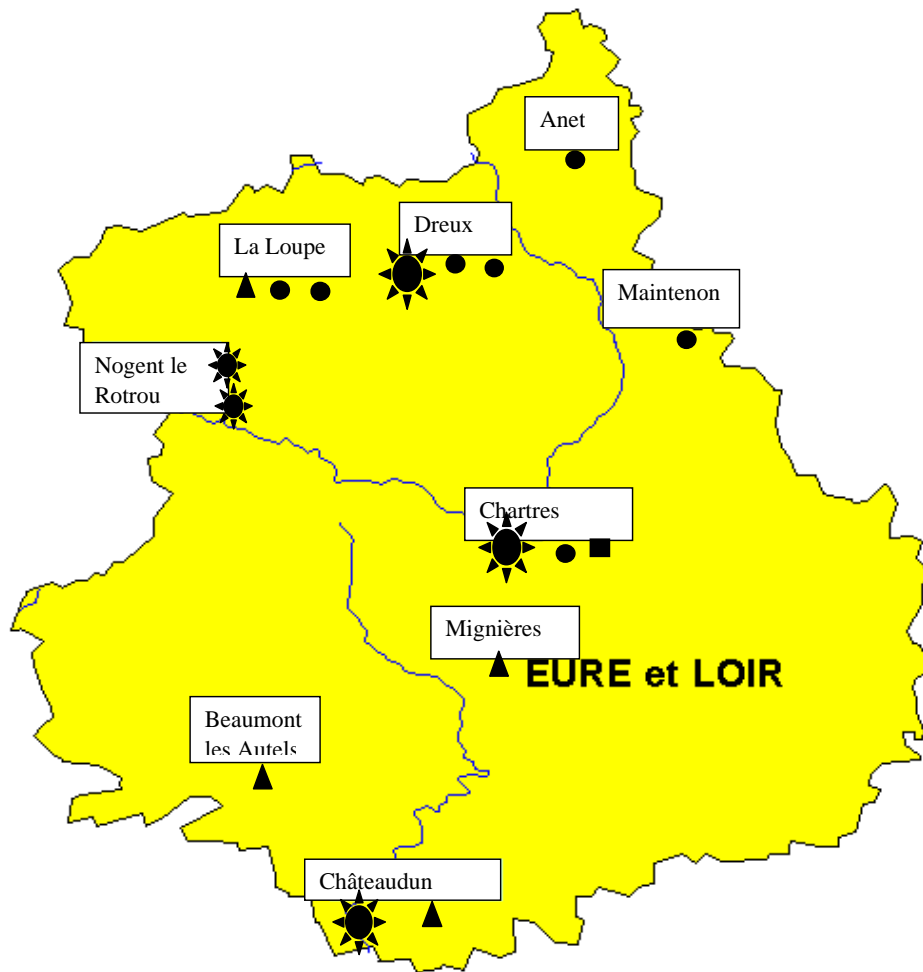 Anet
Dreux
La Loupe
Maintenon
Nogent le
Rotrou
Chartres
Mignières
EURE et LOIR
Beaumont
les Autels
Châteaudun